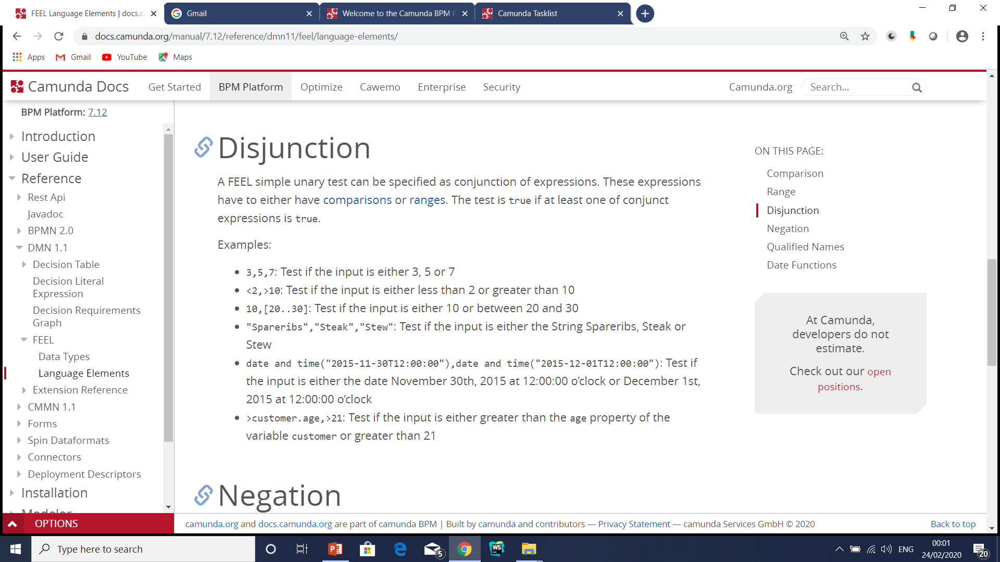 FEEL Language Elements | docs.c
Gmail
Welcome to the Camunda BPM P
Camunda Tasklist
docs.camunda.org/manual/7.12/reference/dmn11/feel/language-elements/
Apps
Gmail
YouTube
Maps
Camunda Docs
Get Started
BPM Platform
Optimize
Cawemo
Enterprise
Security
Camunda.org
Search...
BPM Platform: 7.12
Introduction
User Guide
Reference
Rest Api
Javadoc
BPMN 2.0
DMN 1.1
Decision Table
Decision Literal
Expression
Decision Requirements
Graph
FEEL
Data Types
Language Elements
Extension Reference
CMMN 1.1
Forms
Spin Dataformats
Connectors
Deployment Descriptors
Installation
Modeler
OPTIONS
Disjunction
A FEEL simple unary test can be specified as conjunction of expressions. These expressions
have to either have comparisons or ranges. The test is true if at least one of conjunct
expressions is true.
Examples:
• 3,5,7: Test if the input is either 3, 5 or 7
• <2,>10: Test if the input is either less than 2 or greater than 10
• 10,[20..30]: Test if the input is either 10 or between 20 and 30
• "Spareribs","Steak","Stew": Test if the input is either the String Spareribs, Steak or
Stew
• date and time("2015-11-30T12:00:00"),date and time("2015-12-01T12:00:00"): Test if
the input is either the date November 30th, 2015 at 12:00:00 o’clock or December 1st,
2015 at 12:00:00 o’clock
• >customer.age,>21: Test if the input is either greater than the age property of the
variable customer or greater than 21
Negation
ON THIS PAGE:
Comparison
Range
Disjunction
Negation
Qualified Names
Date Functions
At Camunda,
developers do not
estimate.
Check out our open
positions.
camunda.org and docs.camunda.org are part of camunda BPM | Built by camunda and contributors — Privacy Statement — camunda Services GmbH © 2020
Back to top
Type here to search
5
WS
ENG
00:01
24/02/2020
20